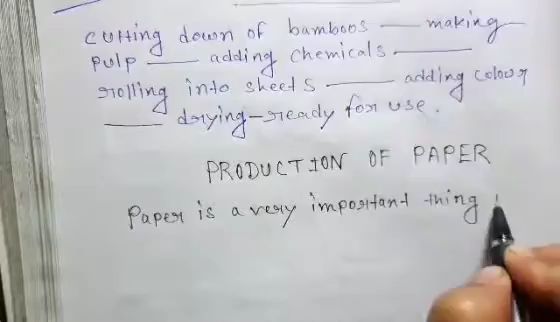 cutting down of bamboos — making
pulp — adding chemicals —
rolling into sheets — adding colour
— drying-ready for use.
PRODUCTION OF PAPER
Paper is a very important thing